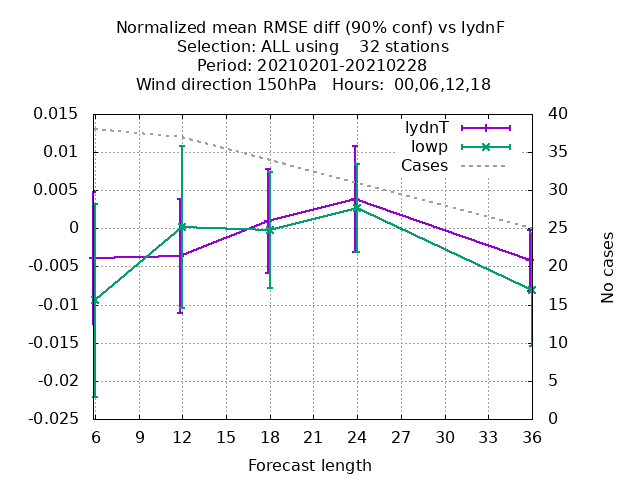 Normalized mean RMSE diff (90% conf) vs lydnF
Selection: ALL using    32 stations
Period: 20210201-20210228
Wind direction 150hPa   Hours:  00,06,12,18
0.015
0.01
0.005
0
-0.005
-0.01
-0.015
-0.02
-0.025
lydnT
lowp
Cases
40
35
30
25
20
15
10
5
0
No cases
6 9 12 15 18 21 24 27 30 33 36
Forecast length